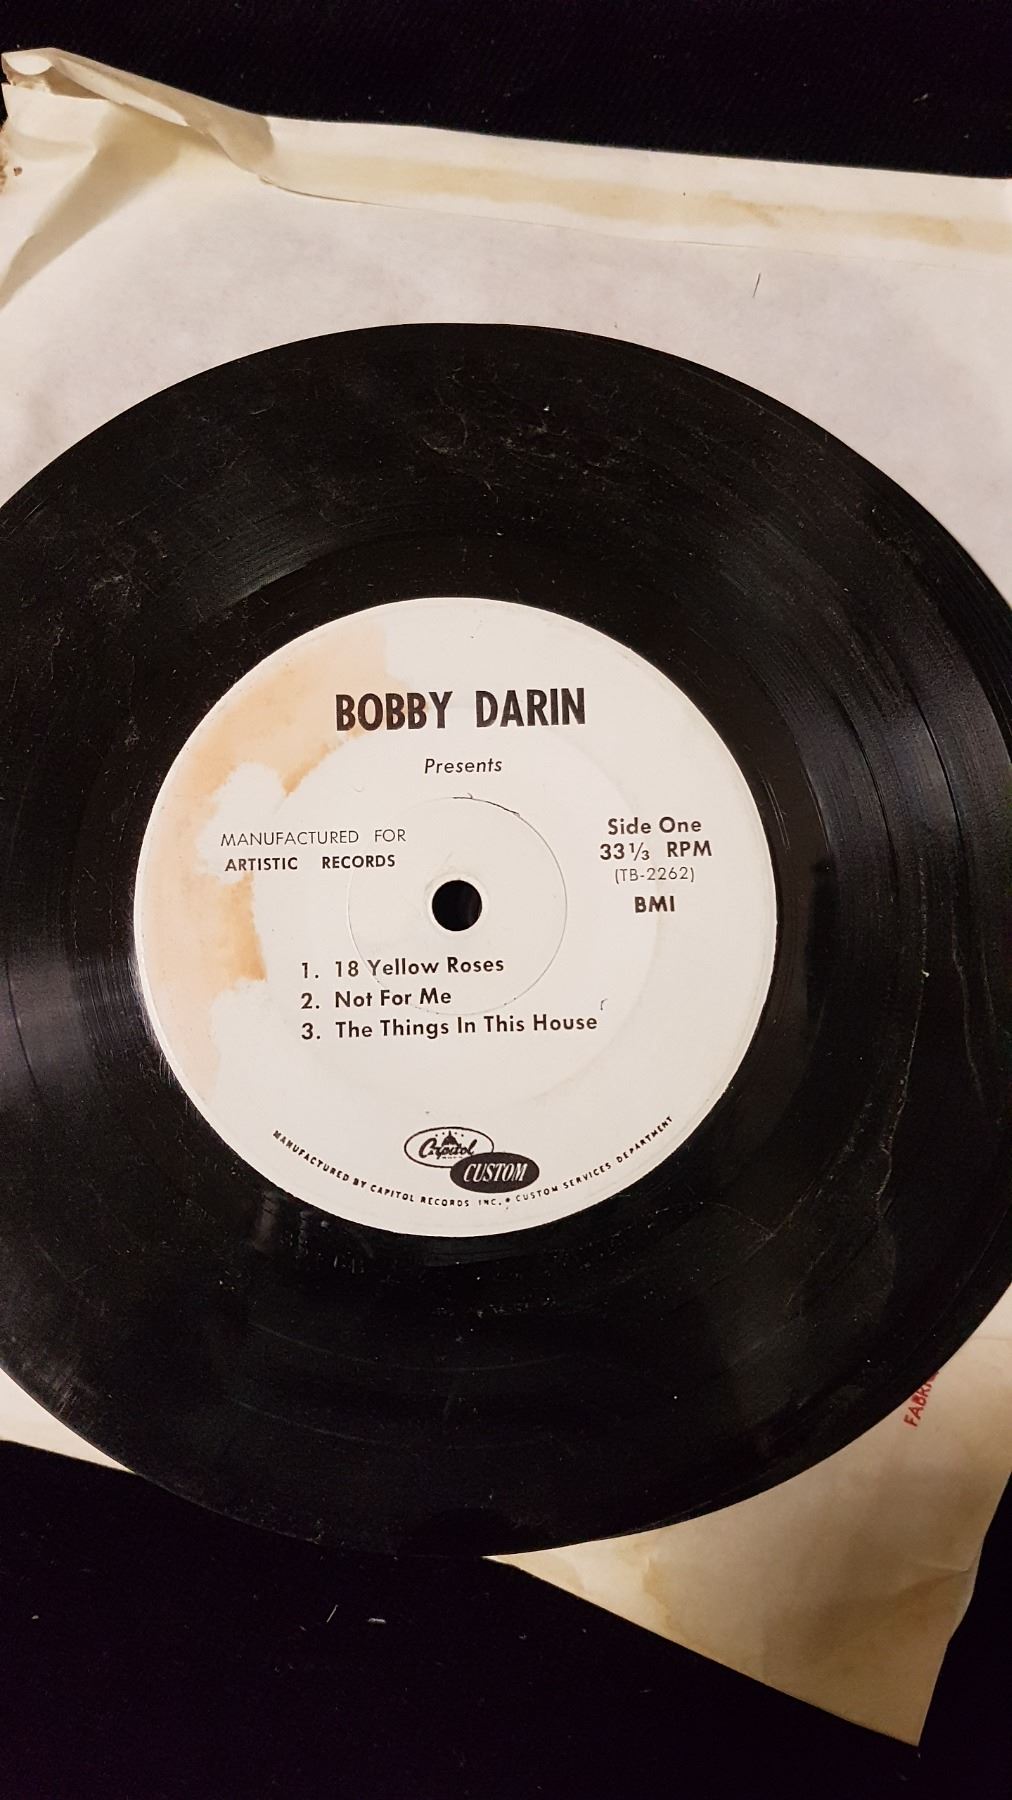 BOBBY DARIN
Presents
MANUFACTURED FOR
ARTISTIC RECORDS
Side One
33⅓ RPM
(TB-2262)
BMI
1. 18 Yellow Roses
2. Not For Me
3. The Things In This House
Capitol
CUSTOM
MANUFACTURED BY CAPITOL RECORDS INC. • CUSTOM SERVICES DEPARTMENT